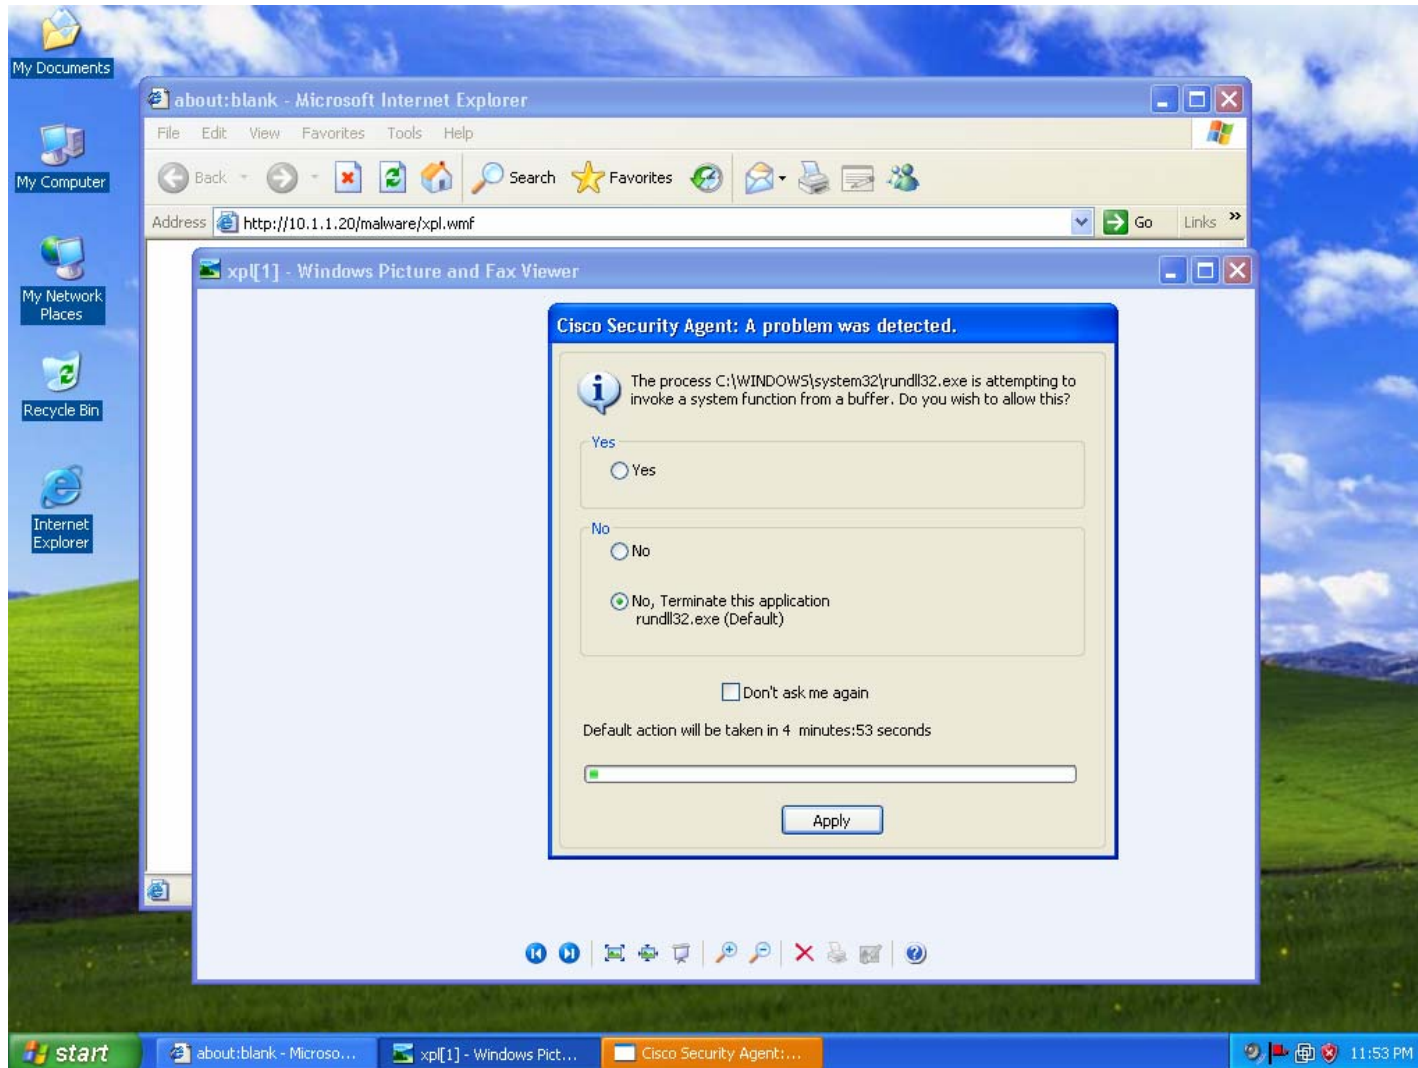 My Documents
My Computer
My Network
Places
Recycle Bin
Internet
Explorer
about:blank - Microsoft Internet Explorer
File Edit View Favorites Tools Help
Back Search Favorites
Address http://10.1.1.20/malware/xpl.wmf Go Links »
xpl[1] - Windows Picture and Fax Viewer
Cisco Security Agent: A problem was detected.
The process C:\WINDOWS\system32\rundll32.exe is attempting to
invoke a system function from a buffer. Do you wish to allow this?
Yes
Yes
No
No
No, Terminate this application
rundll32.exe (Default)
Don't ask me again
Default action will be taken in 4 minutes:53 seconds
Apply
start
about:blank - Microso...
xpl[1] - Windows Pict...
Cisco Security Agent:...
11:53 PM